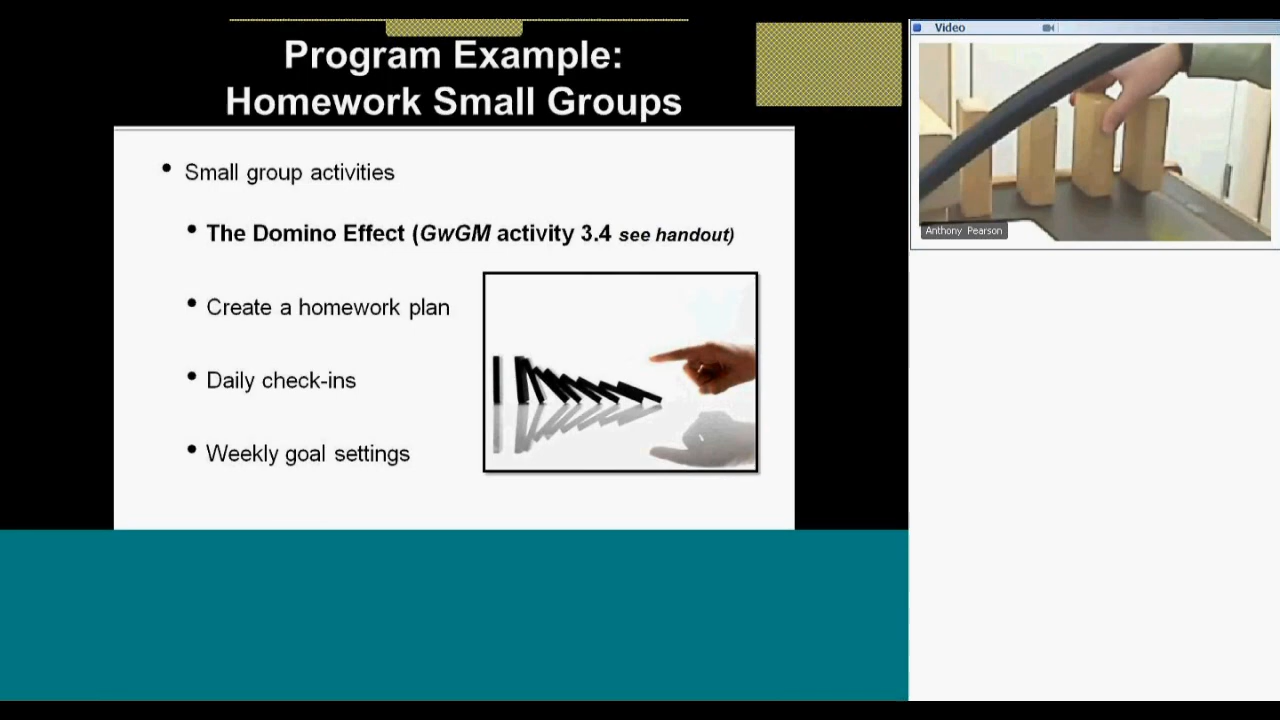 Program Example:
Homework Small Groups
• Small group activities
• The Domino Effect (GwGM activity 3.4 see handout)
• Create a homework plan
• Daily check-ins
• Weekly goal settings
Video
Anthony Pearson